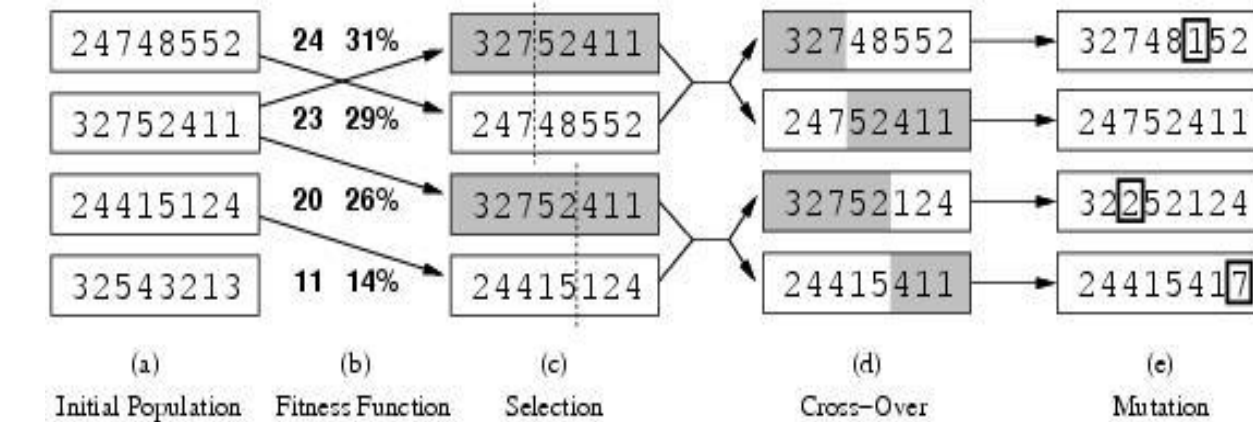 24748552 24 31% 32752411 32748552 32748152
32752411 23 29% 24748552 24752411 24752411
24415124 20 26% 32752411 32752124 32252124
32543213 11 14% 24415124 24415411 24415417
(a) (b) (c) (d) (e)
Initial Population Fitness Function Selection Cross-Over Mutation